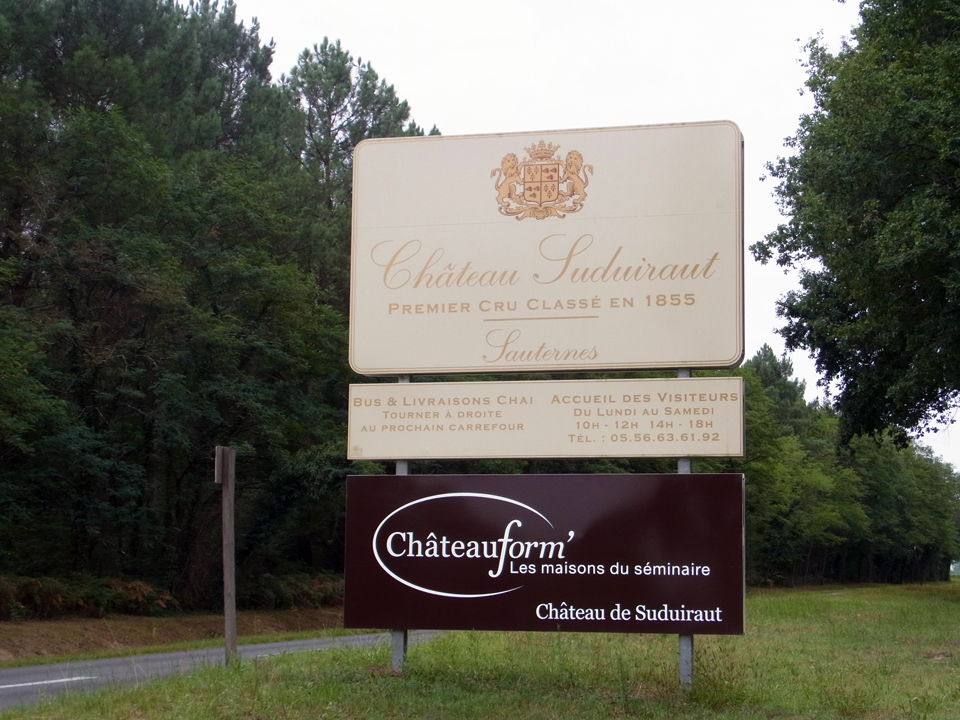 Château Suduiraut
Premier Cru Classé en 1855
Sauternes
Bus & Livraisons Chai
Tourner à droite
au prochain carrefour
Accueil des Visiteurs
Du Lundi au Samedi
10h - 12h 14h - 18h
Tél. : 05.56.63.61.92
Châteauform'
Les maisons du séminaire
Château de Suduiraut